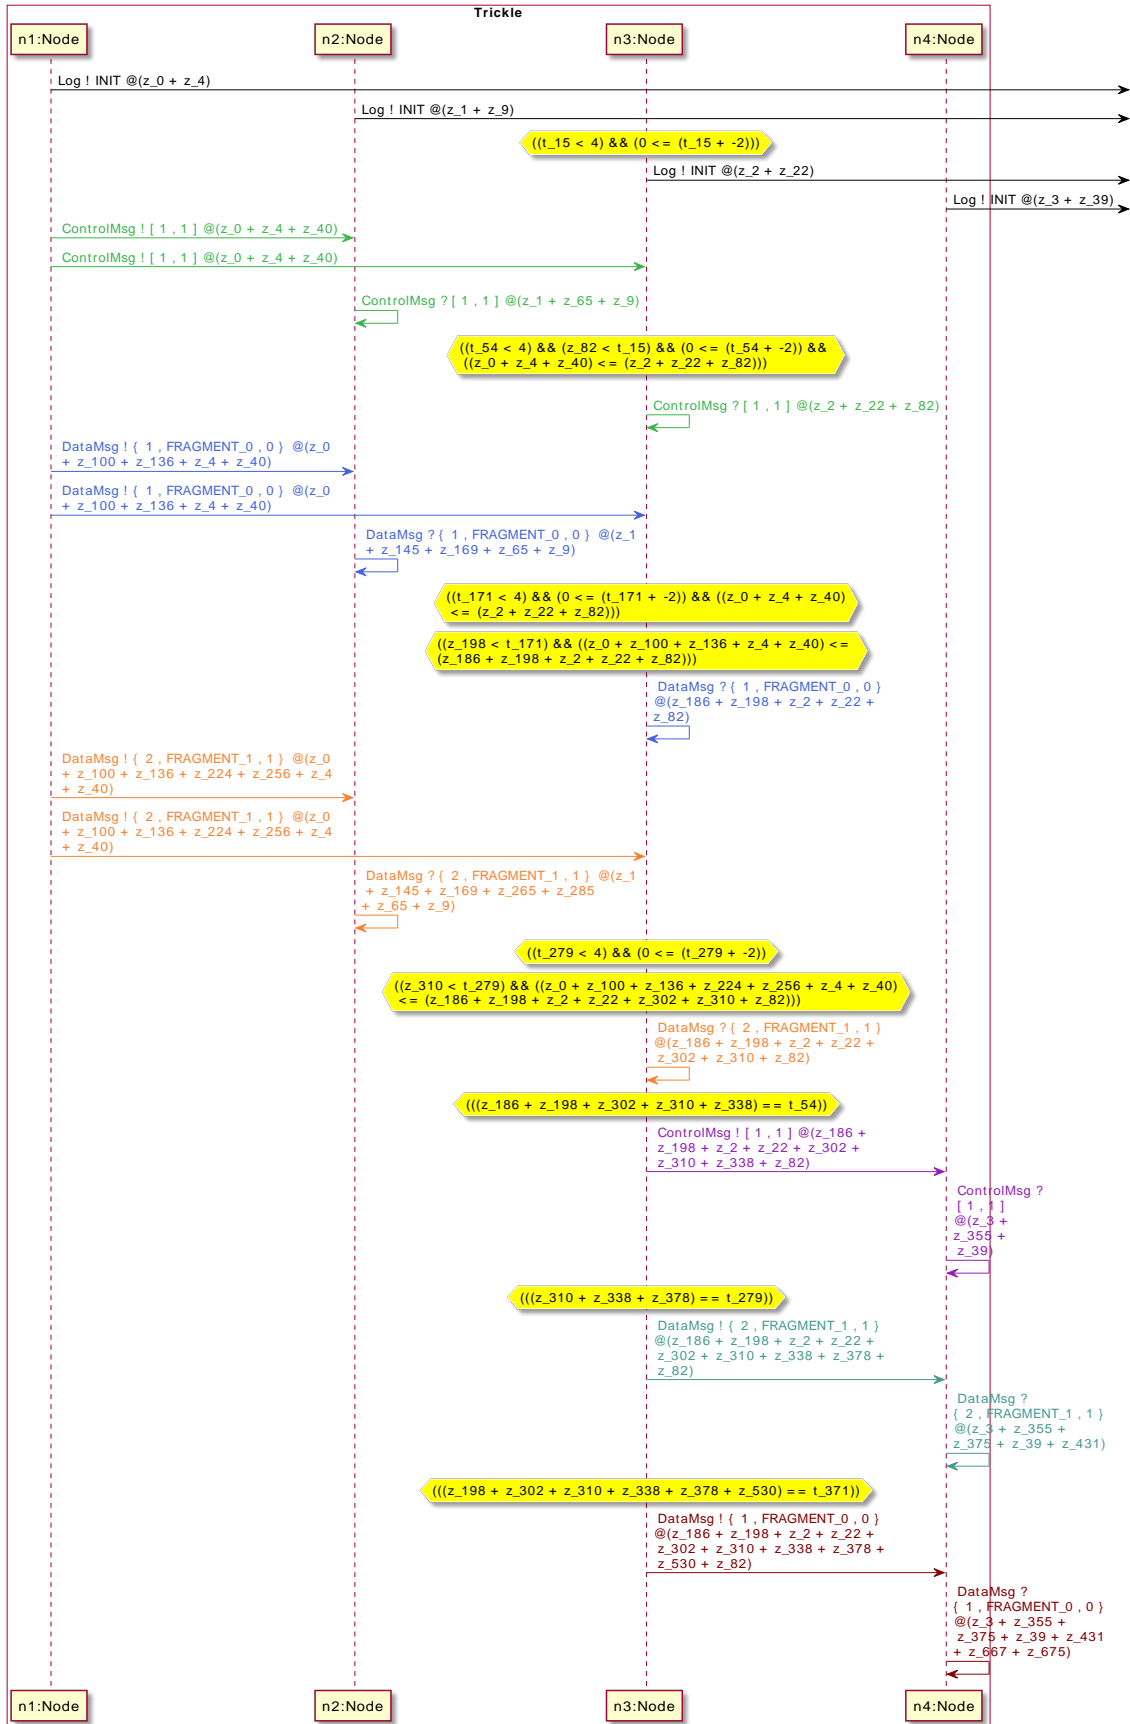 Trickle
n1:Node
n2:Node
n3:Node
n4:Node
Log ! INIT @(z_0 + z_4)
Log ! INIT @(z_1 + z_9)
((t_15 < 4) && (0 <= (t_15 + -2)))
Log ! INIT @(z_2 + z_22)
Log ! INIT @(z_3 + z_39)
ControlMsg ! [ 1 , 1 ] @(z_0 + z_4 + z_40)
ControlMsg ! [ 1 , 1 ] @(z_0 + z_4 + z_40)
ControlMsg ? [ 1 , 1 ] @(z_1 + z_65 + z_9)
((t_54 < 4) && (z_82 < t_15) && (0 <= (t_54 + -2)) &&
((z_0 + z_4 + z_40) <= (z_2 + z_22 + z_82)))
ControlMsg ? [ 1 , 1 ] @(z_2 + z_22 + z_82)
DataMsg ! { 1 , FRAGMENT_0 , 0 } @(z_0
+ z_100 + z_136 + z_4 + z_40)
DataMsg ! { 1 , FRAGMENT_0 , 0 } @(z_0
+ z_100 + z_136 + z_4 + z_40)
DataMsg ? { 1 , FRAGMENT_0 , 0 } @(z_1
+ z_145 + z_169 + z_65 + z_9)
((t_171 < 4) && (0 <= (t_171 + -2)) && ((z_0 + z_4 + z_40)
<= (z_2 + z_22 + z_82)))
((z_198 < t_171) && ((z_0 + z_100 + z_136 + z_4 + z_40) <=
(z_186 + z_198 + z_2 + z_22 + z_82)))
DataMsg ? { 1 , FRAGMENT_0 , 0 }
@(z_186 + z_198 + z_2 + z_22 +
z_82)
DataMsg ! { 2 , FRAGMENT_1 , 1 } @(z_0
+ z_100 + z_136 + z_224 + z_256 + z_4
+ z_40)
DataMsg ! { 2 , FRAGMENT_1 , 1 } @(z_0
+ z_100 + z_136 + z_224 + z_256 + z_4
+ z_40)
DataMsg ? { 2 , FRAGMENT_1 , 1 } @(z_1
+ z_145 + z_169 + z_265 + z_285
+ z_65 + z_9)
((t_279 < 4) && (0 <= (t_279 + -2))
((z_310 < t_279) && ((z_0 + z_100 + z_136 + z_224 + z_256 + z_4 + z_40)
<= (z_186 + z_198 + z_2 + z_22 + z_302 + z_310 + z_82)))
DataMsg ? { 2 , FRAGMENT_1 , 1 }
@(z_186 + z_198 + z_2 + z_22 +
z_302 + z_310 + z_82)
(((z_186 + z_198 + z_302 + z_310 + z_338) == t_54))
ControlMsg ! [ 1 , 1 ] @(z_186 +
z_198 + z_2 + z_22 + z_302 +
z_310 + z_338 + z_82)
ControlMsg ?
[ 1 , 1 ]
@(z_3 +
z_355 +
z_39)
(((z_310 + z_338 + z_378) == t_279))
DataMsg ! { 2 , FRAGMENT_1 , 1 }
@(z_186 + z_198 + z_2 + z_22 +
z_302 + z_310 + z_338 + z_378 +
z_82)
DataMsg ?
{ 2 , FRAGMENT_1 , 1 }
@(z_3 + z_355 +
z_375 + z_39 + z_431)
(((z_198 + z_302 + z_310 + z_338 + z_378 + z_530) == t_371))
DataMsg ! { 1 , FRAGMENT_0 , 0 }
@(z_186 + z_198 + z_2 + z_22 +
z_302 + z_310 + z_338 + z_378 +
z_530 + z_82)
DataMsg ?
{ 1 , FRAGMENT_0 , 0 }
@(z_3 + z_355 +
z_375 + z_39 + z_431
+ z_667 + z_675)
n1:Node
n2:Node
n3:Node
n4:Node